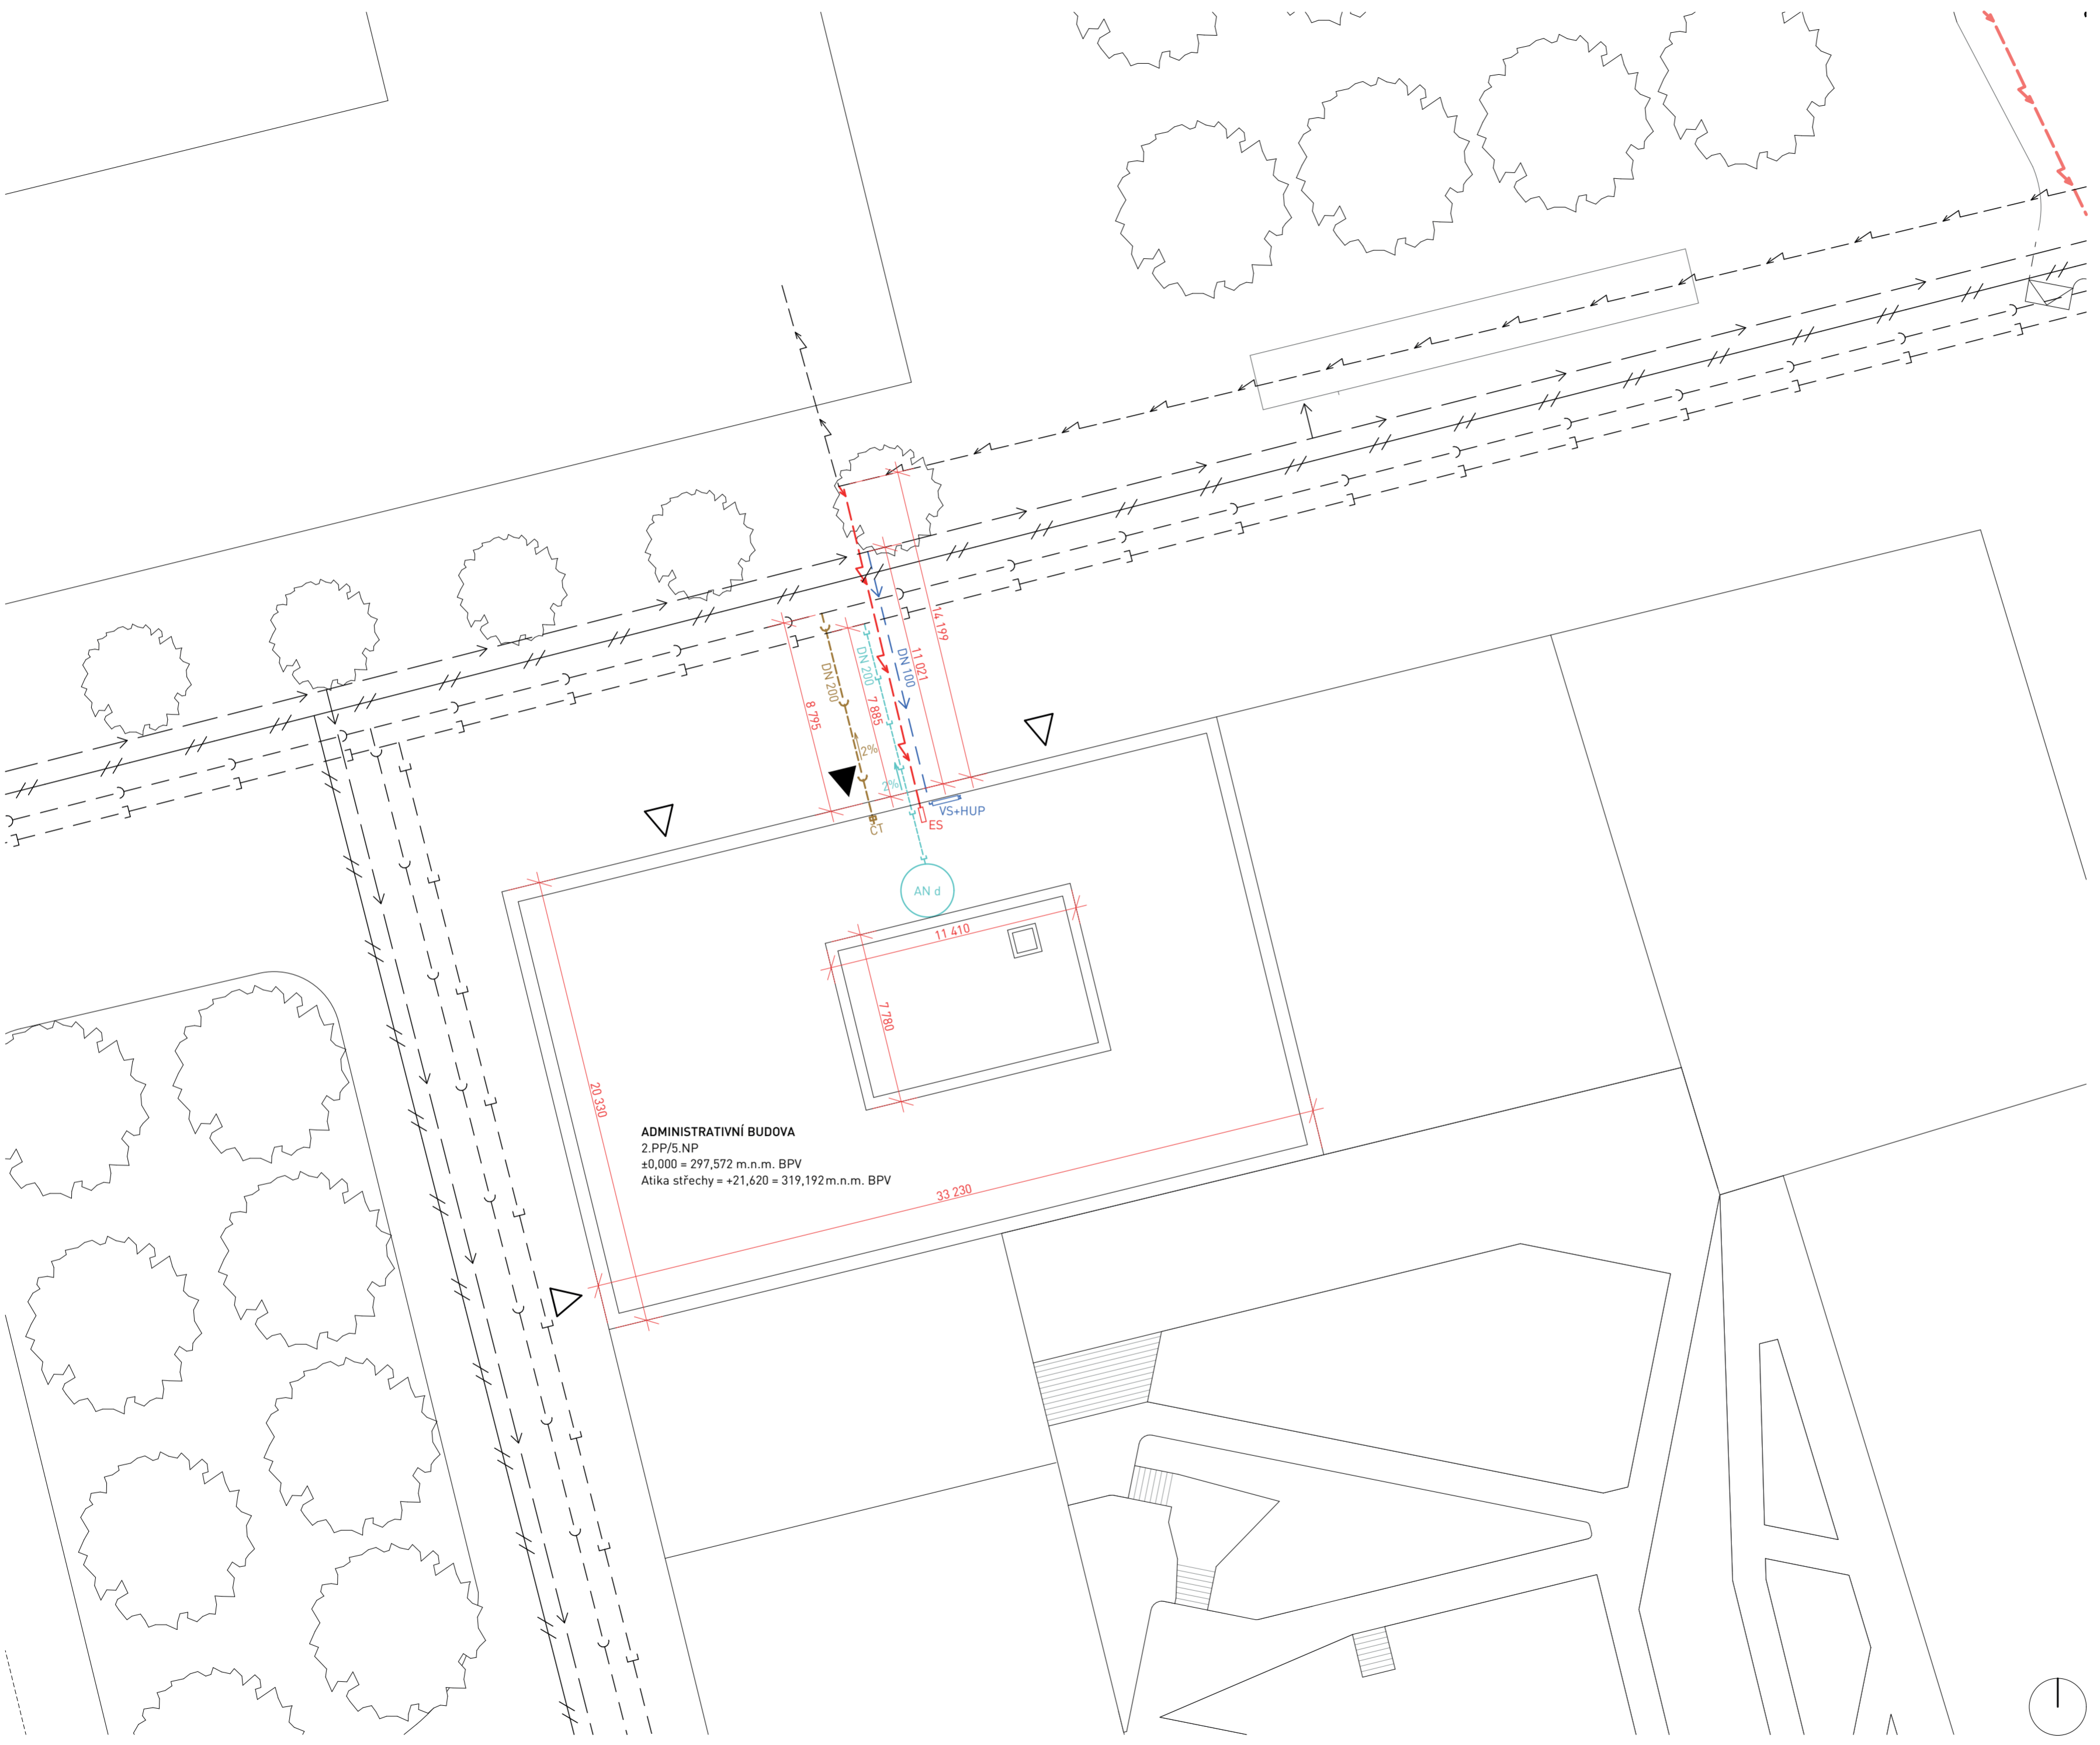 14 199
11 021
DN 100
DN 200
DN 200
7 885
8 795
2%
2%
VS+HUP
ES
ČT
AN d
11 410
7 780
20 330
ADMINISTRATIVNÍ BUDOVA
2.PP/5.NP
±0,000 = 297,572 m.n.m. BPV
Atika střechy = +21,620 = 319,192m.n.m. BPV
33 230